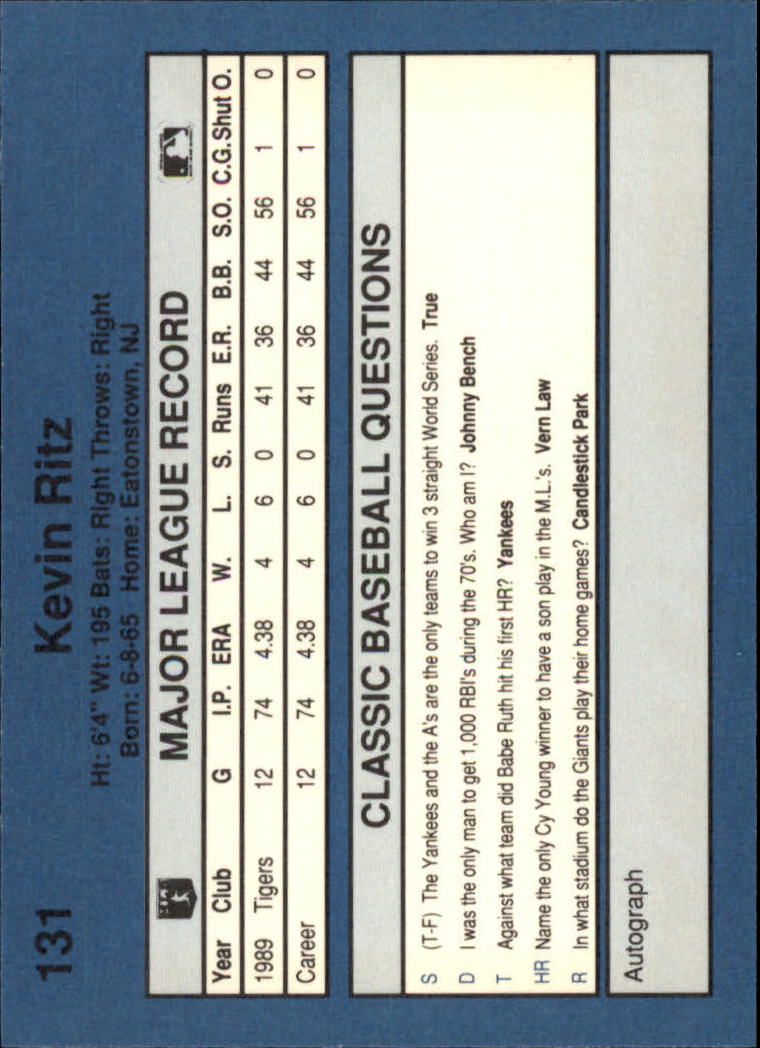 131 Kevin Ritz
Ht: 6'4" Wt: 195 Bats: Right Throws: Right
Born: 6-8-65 Home: Eatonstown, NJ
MAJOR LEAGUE RECORD
Year Club G I.P. ERA W. L. S. Runs E.R. B.B. S.O. C.G. Shut O.
1989 Tigers 12 74 4.38 4 6 0 41 36 44 56 1 0
Career 12 74 4.38 4 6 0 41 36 44 56 1 0
CLASSIC BASEBALL QUESTIONS
S (T-F) The Yankees and the A's are the only teams to win 3 straight World Series. True
D I was the only man to get 1,000 RBI's during the 70's. Who am I? Johnny Bench
T Against what team did Babe Ruth hit his first HR? Yankees
HR Name the only Cy Young winner to have a son play in the M.L.'s. Vern Law
R In what stadium do the Giants play their home games? Candlestick Park
Autograph